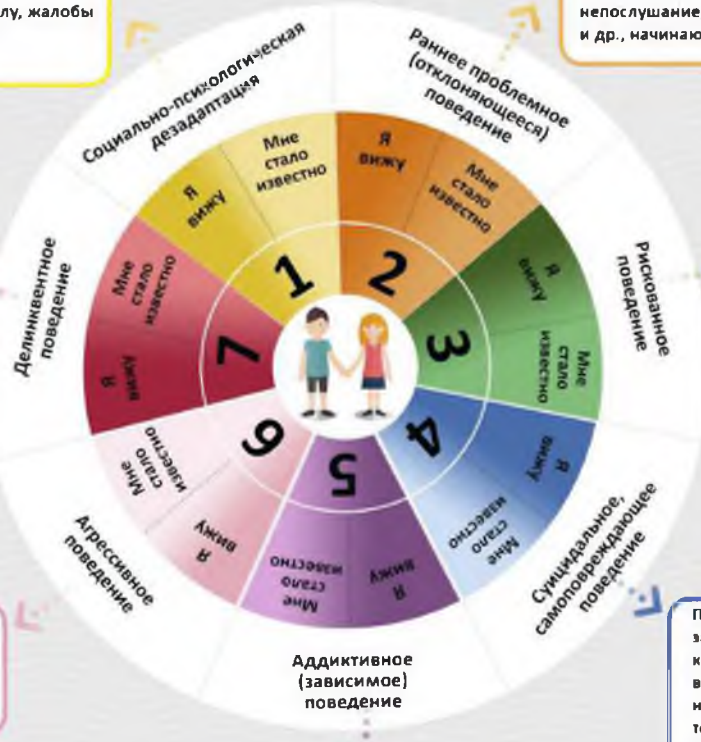 лу, жалобы
непослушание
и др., начинаю
Социально-психологическая
дезадаптация
Я
вижу
Мне
стало
известно
1
Раннее проблемное
(отклоняющееся)
поведение
Я
вижу
Мне
стало
известно
2
Рискованное
поведение
Я
вижу
Мне
стало
известно
3
Суицидальное,
самоповреждающее
поведение
Я
вижу
Мне
стало
известно
4
Аддиктивное
(зависимое)
поведение
Я
вижу
Мне
стало
известно
5
Агрессивное
поведение
Я
вижу
Мне
стало
известно
6
Делинквентное
поведение
Я
вижу
Мне
стало
известно
7
П
з
к
в
н
т